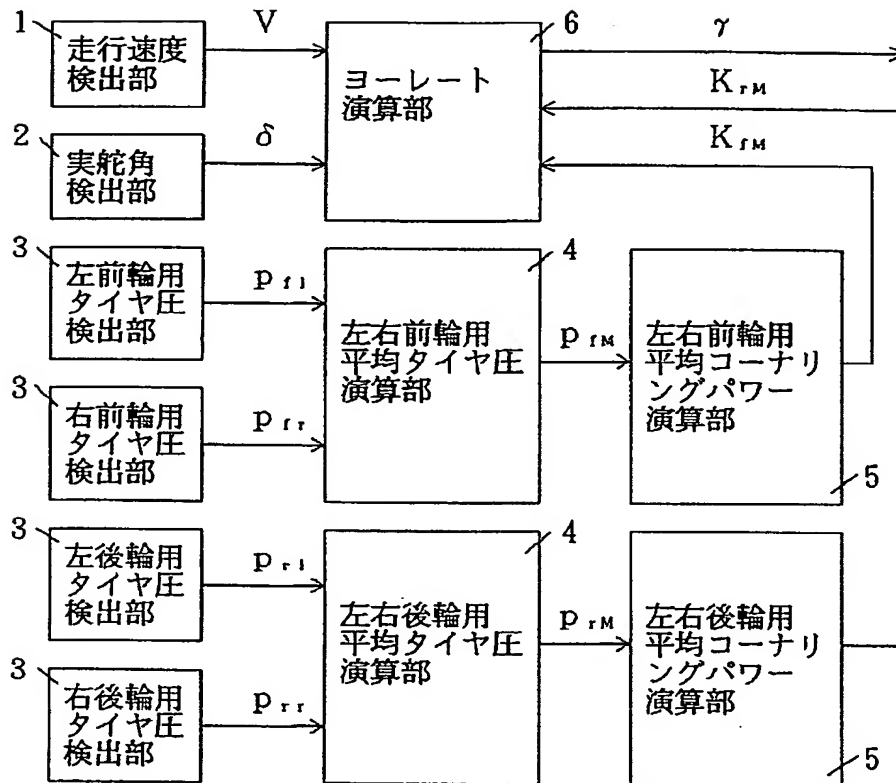 1
走行速度
検出部
V
6
ヨーレート
演算部
γ
K_rM
K_fM
2
実舵角
検出部
δ
3
左前輪用
タイヤ圧
検出部
p_fl
4
左右前輪用
平均タイヤ圧
演算部
p_fM
左右前輪用
平均コーナリ
ングパワー
演算部
5
3
右前輪用
タイヤ圧
検出部
p_fr
3
左後輪用
タイヤ圧
検出部
p_rl
4
左右後輪用
平均タイヤ圧
演算部
p_rM
左右後輪用
平均コーナリ
ングパワー
演算部
5
3
右後輪用
タイヤ圧
検出部
p_rr